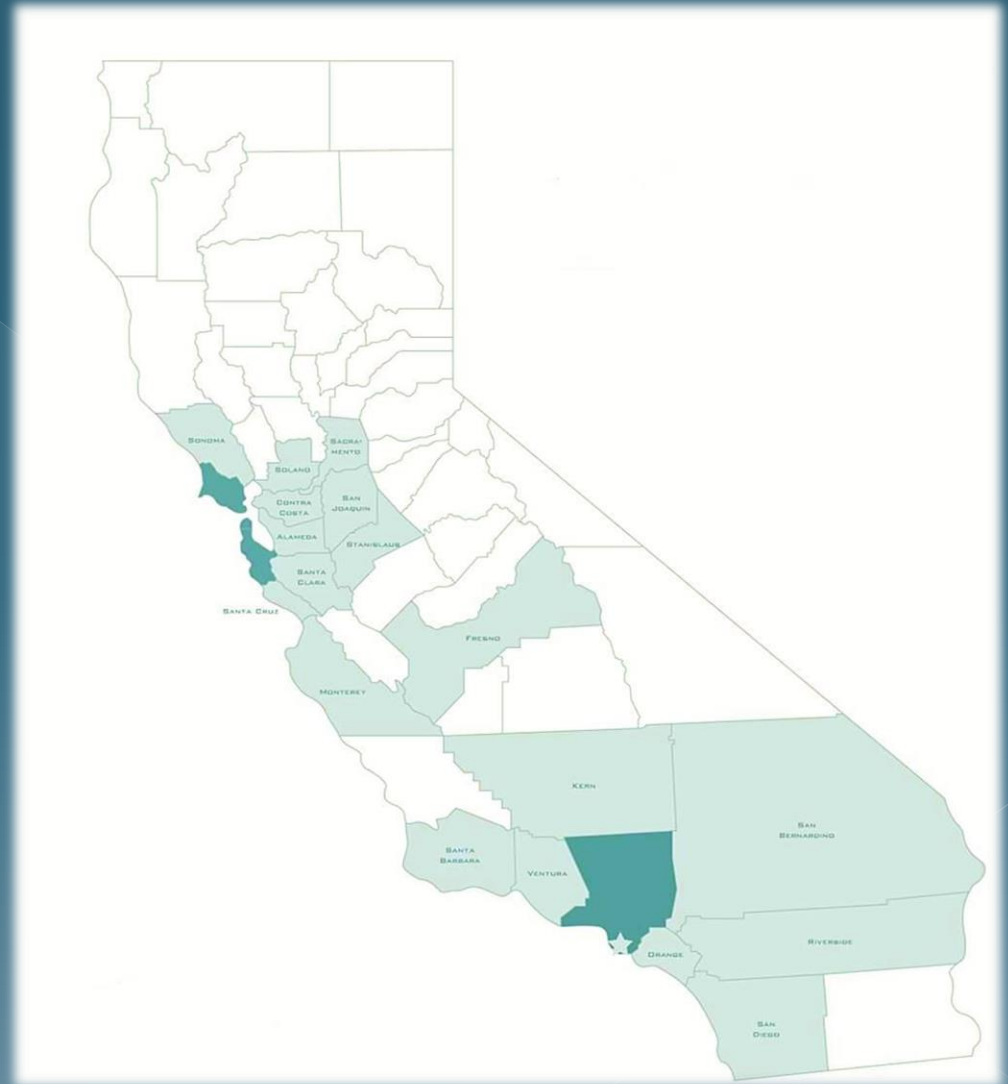 SONOMA
SACRA-
MENTO
SOLANO
CONTRA
COSTA
SAN
JOAQUIN
ALAMEDA
STANISLAUS
SANTA
CLARA
SANTA CRUZ
FRESNO
MONTEREY
KERN
SAN
BERNARDINO
SANTA
BARBARA
VENTURA
RIVERSIDE
ORANGE
SAN
DIEGO